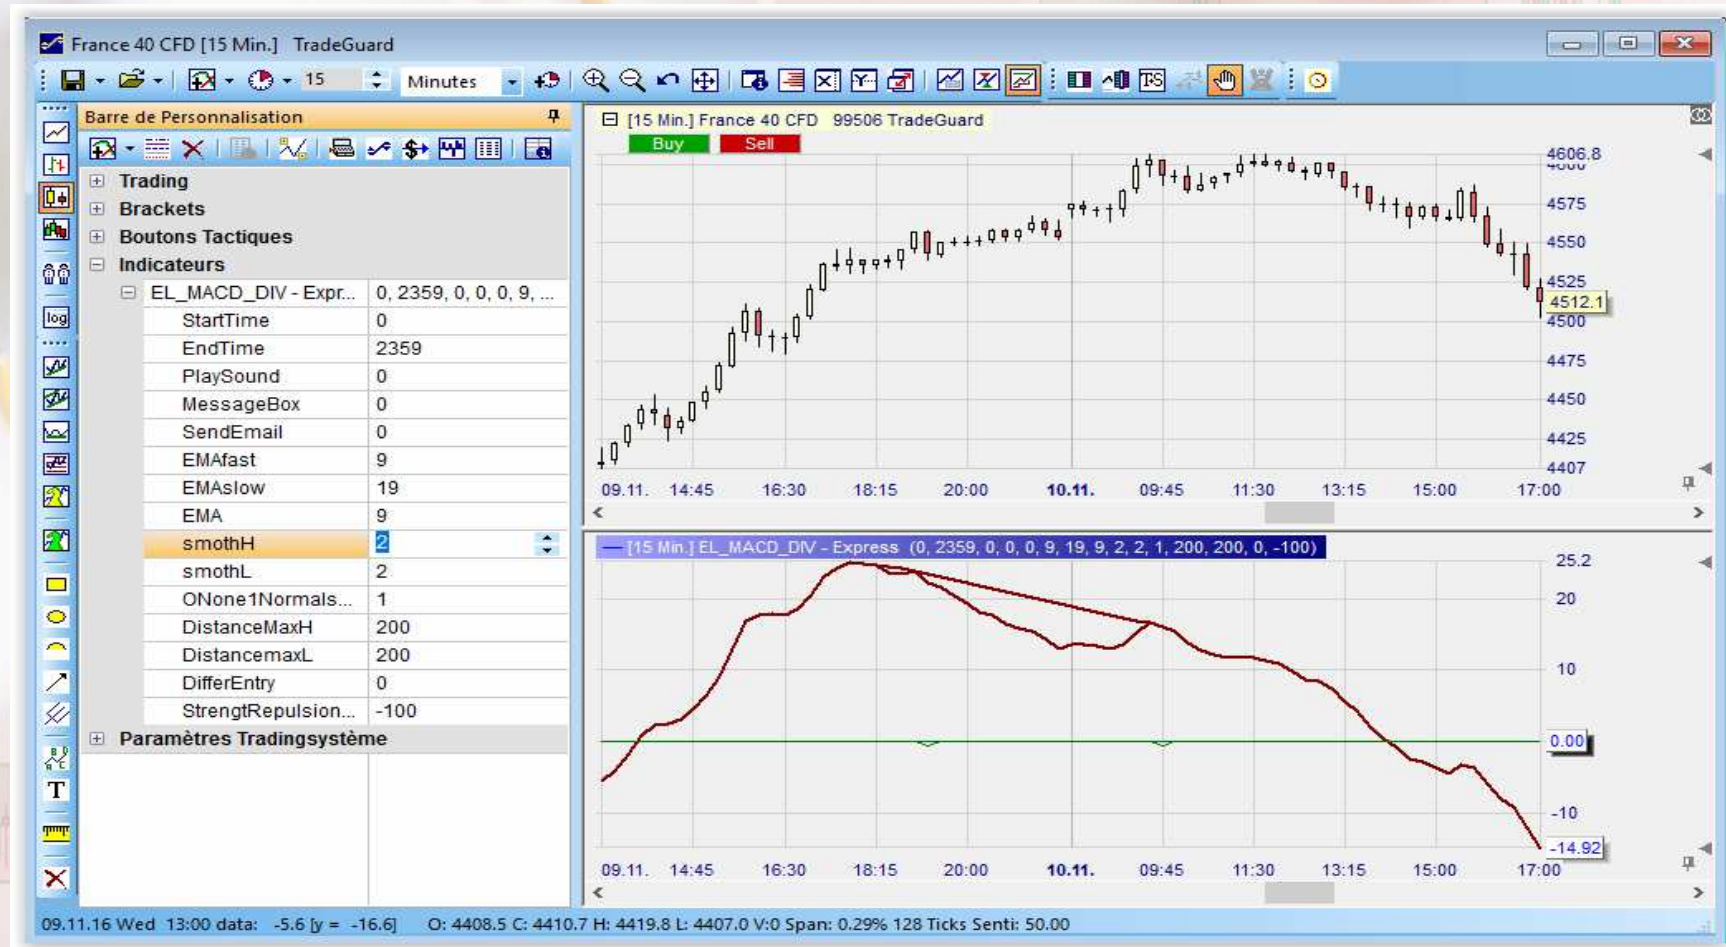 France 40 CFD [15 Min.] TradeGuard
15 Minutes
Barre de Personnalisation
Trading
Brackets
Boutons Tactiques
Indicateurs
EL_MACD_DIV - Expr... 0, 2359, 0, 0, 0, 9, ...
StartTime 0
EndTime 2359
PlaySound 0
MessageBox 0
SendEmail 0
EMAfast 9
EMAslow 19
EMA 9
smothH 2
smothL 2
ONone1Normals... 1
DistanceMaxH 200
DistancemaxL 200
DifferEntry 0
StrengtRepulsion... -100
Paramètres Tradingsystème
log
T
[15 Min.] France 40 CFD 99506 TradeGuard
Buy Sell
4606.8
4600
4575
4550
4525
4512.1
4500
4475
4450
4425
4407
09.11. 14:45 16:30 18:15 20:00 10.11. 09:45 11:30 13:15 15:00 17:00
[15 Min.] EL_MACD_DIV - Express (0, 2359, 0, 0, 0, 9, 19, 9, 2, 2, 1, 200, 200, 0, -100)
25.2
20
10
0.00
-10
-14.92
09.11. 14:45 16:30 18:15 20:00 10.11. 09:45 11:30 13:15 15:00 17:00
09.11.16 Wed 13:00 data: -5.6 [y = -16.6] O: 4408.5 C: 4410.7 H: 4419.8 L: 4407.0 V:0 Span: 0.29% 128 Ticks Senti: 50.00